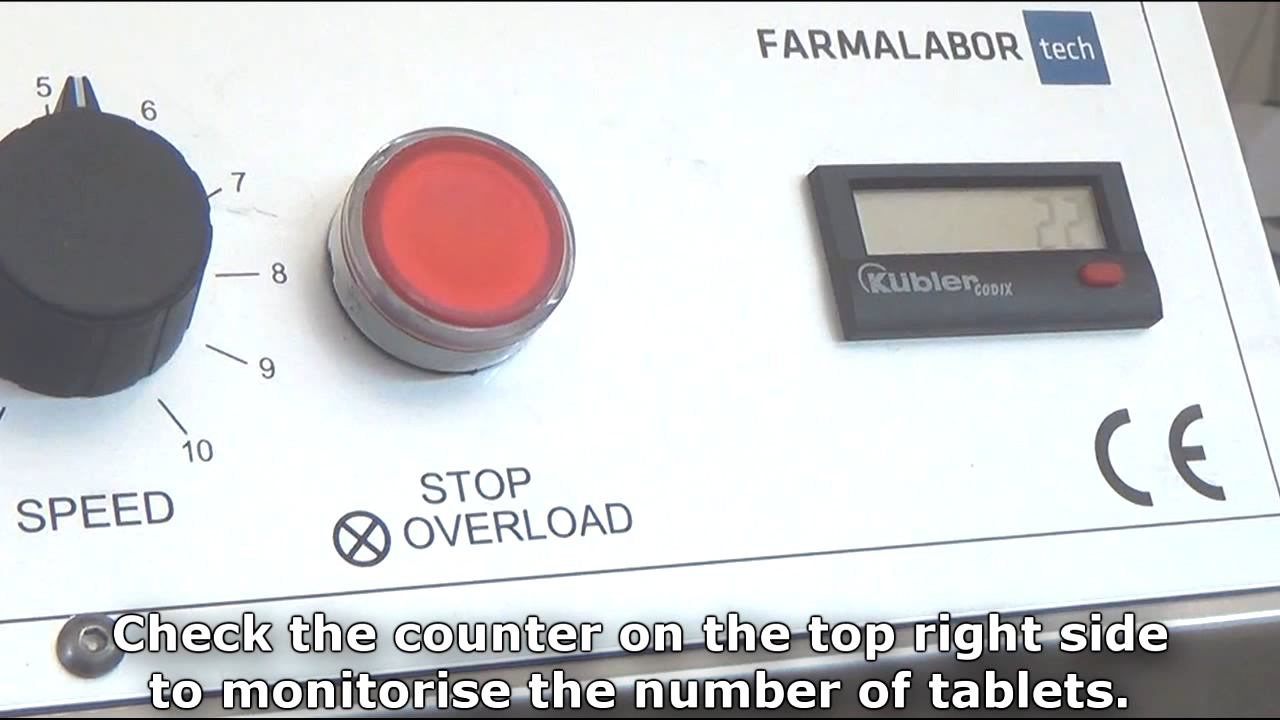 FARMALABOR tech
5
6
7
8
9
10
22
Kübler CODIX
SPEED
STOP
OVERLOAD
CE
Check the counter on the top right side
to monitorise the number of tablets.